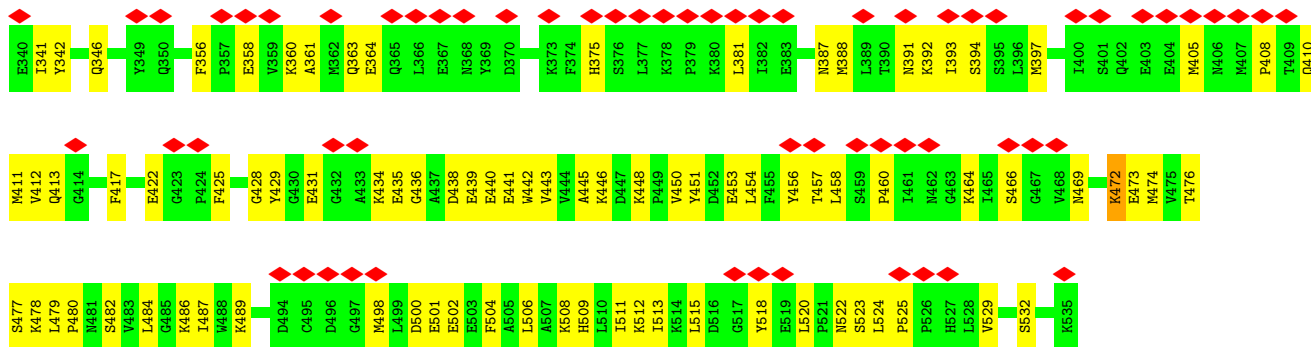 E340 I341 Y342 Q346 Y349 Q350 F356 P357 E358 V359 K360 A361 M362 Q363 E364 Q365 L366 E367 N368 Y369 D370 K373 F374 H375 S376 L377 K378 P379 K380 L381 I382 E383 N387 M388 L389 T390 N391 K392 I393 S394 S395 L396 M397 I400 S401 Q402 E403 E404 M405 N406 M407 P408 T409 D410
M411 V412 Q413 G414 F417 E422 G423 P424 F425 G428 Y429 G430 E431 G432 A433 K434 E435 G436 A437 D438 E439 E440 E441 W442 V443 V444 A445 K446 D447 K448 P449 V450 Y451 D452 E453 L454 F455 Y456 T457 L458 S459 P460 I461 N462 G463 K464 I465 S466 G467 V468 N469 K472 E473 M474 V475 T476
S477 K478 L479 P480 N481 S482 V483 L484 G485 K486 I487 W488 K489 D494 C495 D496 G497 M498 L499 D500 E501 E502 E503 F504 A505 L506 A507 K508 H509 L510 I511 K512 I513 K514 L515 D516 G517 Y518 E519 L520 P521 N522 S523 L524 P525 P526 H527 L528 V529 S532 K535